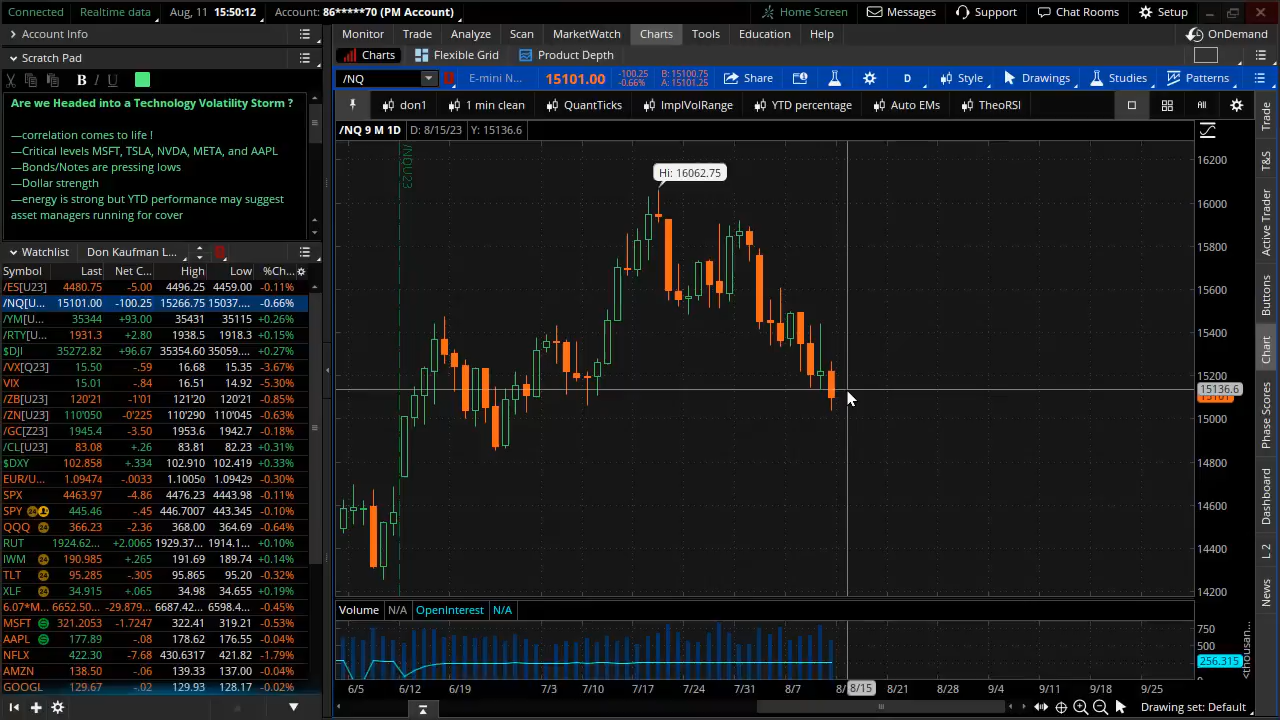 Connected Realtime data Aug, 11 15:50:12 Account: 86*****70 (PM Account) Home Screen Messages Support Chat Rooms Setup
Account Info
Monitor Trade Analyze Scan MarketWatch Charts Tools Education Help OnDemand
Scratch Pad
Charts Flexible Grid Product Depth
B I U
/NQ E-mini N... 15101.00 -100.25 -0.66% B: 15100.75 A: 15101.00 Share D Style Drawings Studies Patterns
Are we Headed into a Technology Volatility Storm ?
don1 1 min clean QuantTicks ImplVolRange YTD percentage Auto EMs TheoRSI All
—correlation comes to life !
—Critical levels MSFT, TSLA, NVDA, META, and AAPL
—Bonds/Notes are pressing lows
—Dollar strength
—energy is strong but YTD performance may suggest
asset managers running for cover
/NQ 9 M 1D D: 8/15/23 Y: 15136.6
/NQU23
Hi: 16062.75
Watchlist Don Kaufman L...
Symbol Last Net C... High Low %Ch...
/ES[U23] 4480.75 -5.00 4496.25 4459.00 -0.11%
/NQ[U... 15101.00 -100.25 15266.75 15037.... -0.66%
/YM[U... 35344 +93.00 35431 35115 +0.26%
/RTY[U... 1931.3 +2.80 1938.5 1918.3 +0.15%
$DJI 35272.82 +96.67 35354.60 35059.... +0.27%
/VX[Q23] 15.50 -.59 16.68 15.35 -3.67%
VIX 15.01 -.84 16.51 14.92 -5.30%
/ZB[U23] 120'21 -1'01 121'20 120'01 -0.85%
/ZN[U23] 110'050 -0'225 110'290 110'045 -0.63%
/GC[Z23] 1945.4 -3.50 1953.6 1942.7 -0.18%
/CL[U23] 83.08 +.26 83.81 82.23 +0.31%
$DXY 102.858 +.334 102.910 102.419 +0.33%
EUR/U... 1.09474 -.0033 1.10050 1.09429 -0.30%
SPX 4463.97 -4.86 4476.23 4443.98 -0.11%
SPY 445.46 -.45 446.7007 443.345 -0.10%
QQQ 366.23 -2.36 368.00 364.69 -0.64%
RUT 1924.62... +2.0065 1929.37... 1914.1... +0.10%
IWM 190.985 +.265 191.69 189.74 +0.14%
TLT 95.285 -.305 95.865 95.20 -0.32%
XLF 34.915 +.065 34.98 34.655 +0.19%
6.07*M... 6652.50... -29.879... 6687.42... 6598.4... -0.45%
MSFT 321.2053 -1.7247 322.41 319.21 -0.53%
AAPL 177.89 -.08 178.62 176.55 -0.04%
NFLX 422.30 -7.68 430.6317 421.82 -1.79%
AMZN 138.50 -.06 139.33 137.00 -0.04%
GOOGL 129.67 -.02 129.93 128.17 -0.02%
16200
16000
15800
15600
15400
15200
15136.6
15000
14800
14600
14400
14200
Volume N/A OpenInterest N/A
750
500
256.315
0
6/5 6/12 6/19 7/3 7/10 7/17 7/24 7/31 8/7 8/ 8/15 8/21 8/28 9/4 9/11 9/18 9/25
Drawing set: Default
Trade
T&S
Active Trader
Buttons
Chart
Phase Scores
Dashboard
L 2
News